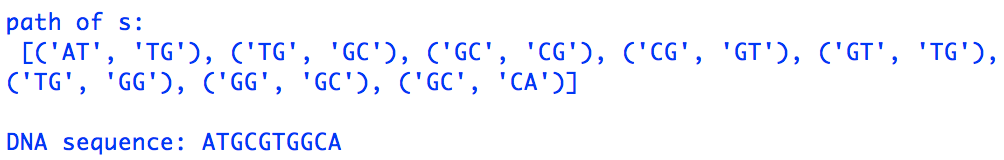 path of s:
[('AT', 'TG'), ('TG', 'GC'), ('GC', 'CG'), ('CG', 'GT'), ('GT', 'TG'),
('TG', 'GG'), ('GG', 'GC'), ('GC', 'CA')]
DNA sequence: ATGCGTGGCA